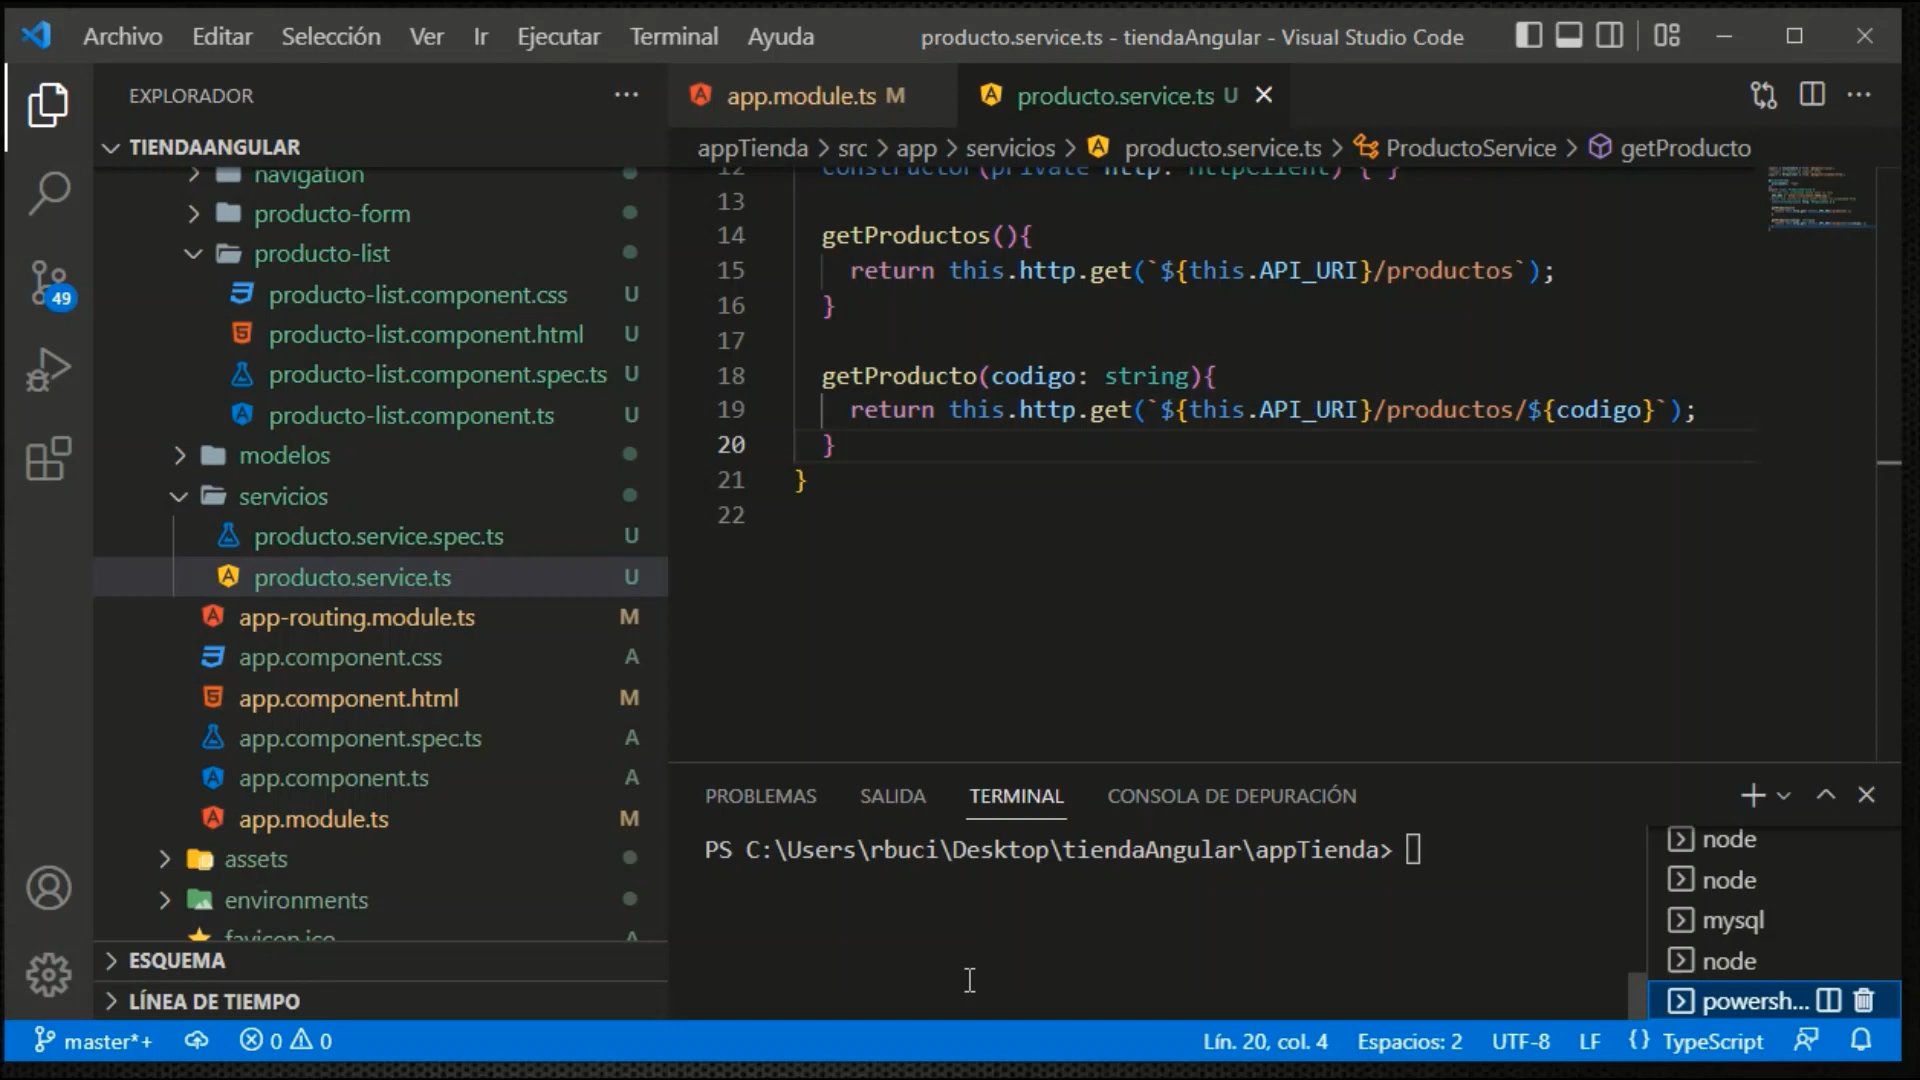 Archivo Editar Selección Ver Ir Ejecutar Terminal Ayuda producto.service.ts - tiendaAngular - Visual Studio Code
EXPLORADOR
TIENDAANGULAR
navigation
producto-form
producto-list
producto-list.component.css U
producto-list.component.html U
producto-list.component.spec.ts U
producto-list.component.ts U
modelos
servicios
producto.service.spec.ts U
producto.service.ts U
app-routing.module.ts M
app.component.css A
app.component.html M
app.component.spec.ts A
app.component.ts A
app.module.ts M
assets
environments
favicon.ico A
ESQUEMA
LÍNEA DE TIEMPO
49
app.module.ts M producto.service.ts U
appTienda > src > app > servicios > producto.service.ts > ProductoService > getProducto
12 constructor(private http: HttpClient) { }
13
14 getProductos(){
15 return this.http.get(`${this.API_URI}/productos`);
16 }
17
18 getProducto(codigo: string){
19 return this.http.get(`${this.API_URI}/productos/${codigo}`);
20 }
21 }
22
PROBLEMAS SALIDA TERMINAL CONSOLA DE DEPURACIÓN
PS C:\Users\rbuci\Desktop\tiendaAngular\appTienda>
node
node
mysql
node
powersh...
master*+ 0 0 Lín. 20, col. 4 Espacios: 2 UTF-8 LF {} TypeScript